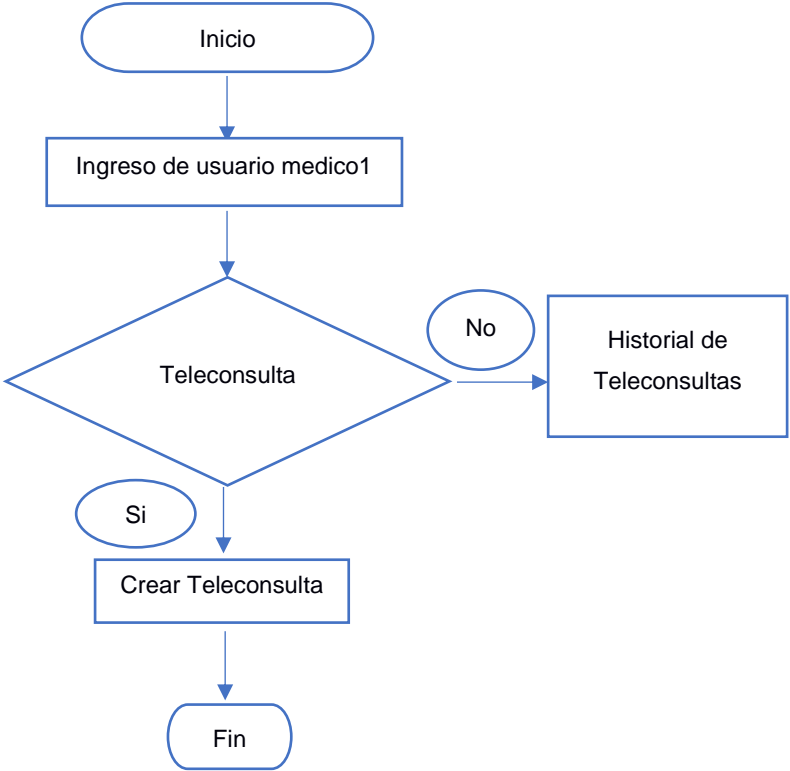 Inicio
Ingreso de usuario medico1
Teleconsulta
No
Historial de
Teleconsultas
Si
Crear Teleconsulta
Fin